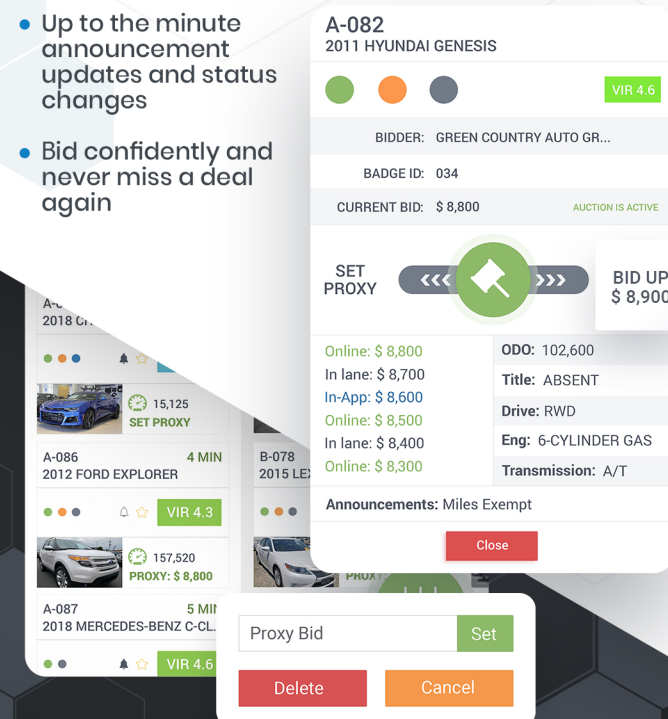 Up to the minute
announcement
updates and status
changes
Bid confidently and
never miss a deal
again
A-082
2011 HYUNDAI GENESIS
VIR 4.6
BIDDER: GREEN COUNTRY AUTO GR...
BADGE ID: 034
CURRENT BID: $ 8,800 AUCTION IS ACTIVE
SET
PROXY
BID UP
$ 8,900
Online: $ 8,800
In lane: $ 8,700
In-App: $ 8,600
Online: $ 8,500
In lane: $ 8,400
Online: $ 8,300
ODO: 102,600
Title: ABSENT
Drive: RWD
Eng: 6-CYLINDER GAS
Transmission: A/T
Announcements: Miles Exempt
Close
2018
15,125
SET PROXY
A-086 4 MIN
2012 FORD EXPLORER
VIR 4.3
157,520
PROXY: $ 8,800
A-087 5 MIN
2018 MERCEDES-BENZ C-CL...
VIR 4.6
B-078
2015
PROXY:
Proxy Bid
Set
Delete
Cancel